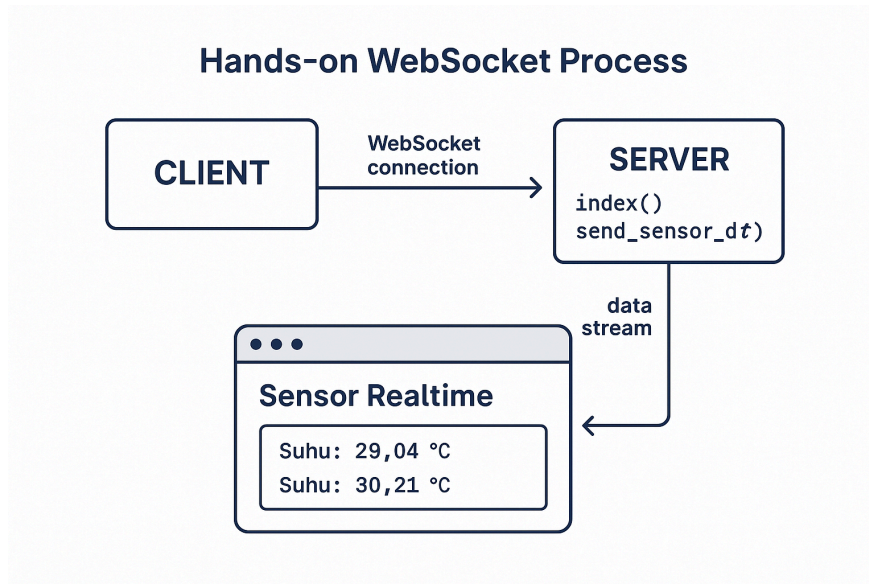 Hands-on WebSocket Process
CLIENT
WebSocket
connection
SERVER
index()
send_sensor_dt)
data
stream
Sensor Realtime
Suhu: 29,04 °C
Suhu: 30,21 °C